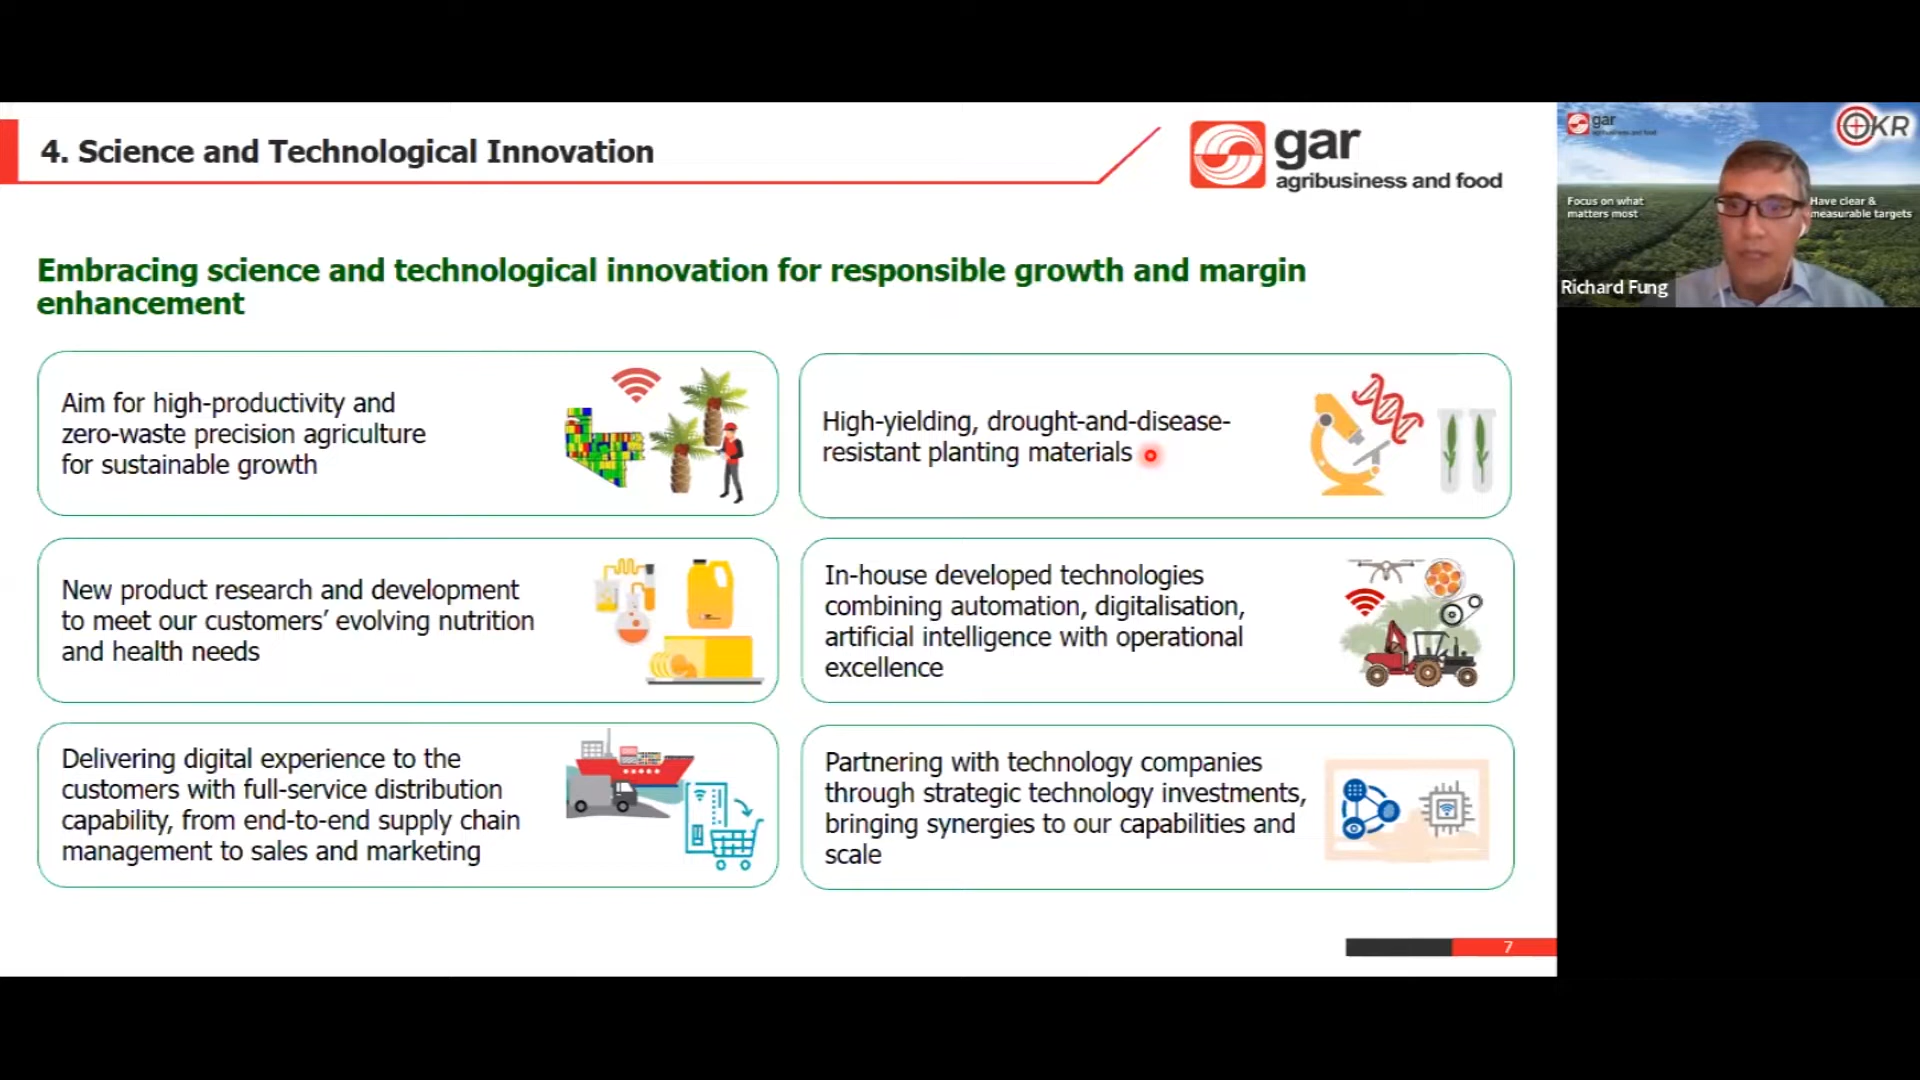 4. Science and Technological Innovation
gar
agribusiness and food
Embracing science and technological innovation for responsible growth and margin
enhancement
Aim for high-productivity and
zero-waste precision agriculture
for sustainable growth
High-yielding, drought-and-disease-
resistant planting materials
New product research and development
to meet our customers’ evolving nutrition
and health needs
In-house developed technologies
combining automation, digitalisation,
artificial intelligence with operational
excellence
Delivering digital experience to the
customers with full-service distribution
capability, from end-to-end supply chain
management to sales and marketing
Partnering with technology companies
through strategic technology investments,
bringing synergies to our capabilities and
scale
7
gar
agribusiness and food
OKR
Focus on what
matters most
Have clear &
measurable targets
Richard Fung